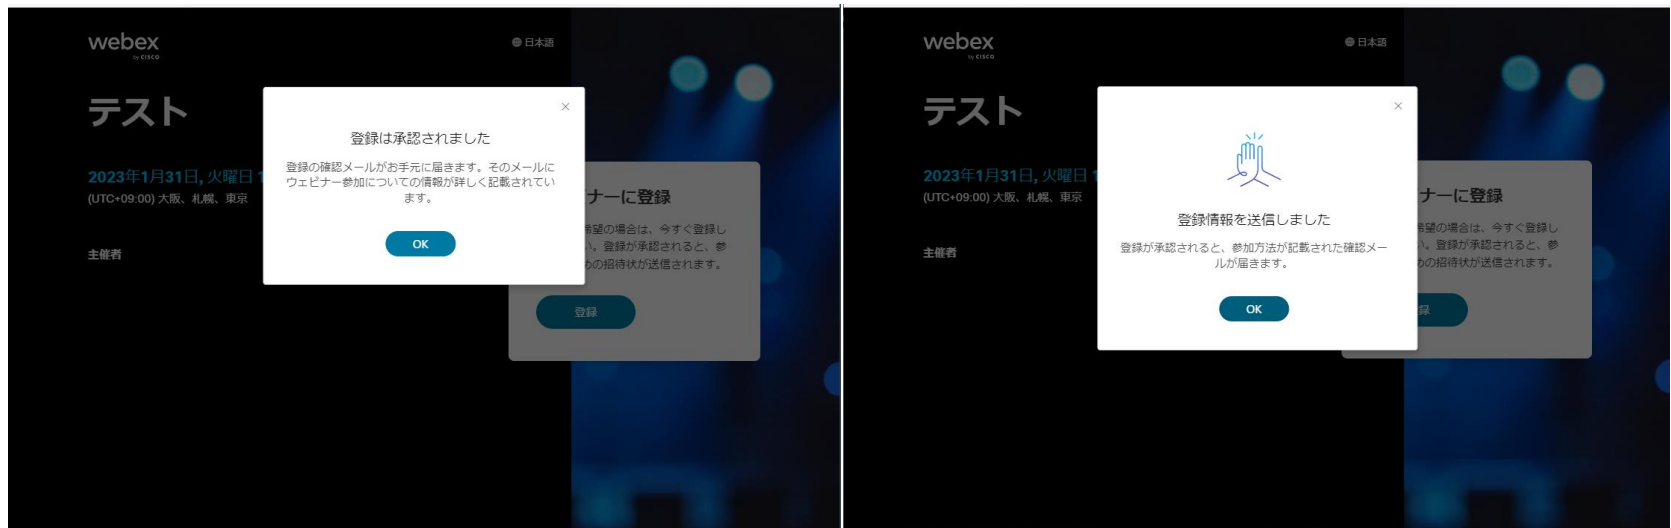 webex
by CISCO
日本語
テスト
×
登録は承認されました
登録の確認メールがお手元に届きます。そのメールに
ウェビナー参加についての情報が詳しく記載されてい
ます。
OK
2023年1月31日, 火曜日 1
(UTC+09:00) 大阪、札幌、東京
主催者
ナーに登録
希望の場合は、今すぐ登録し
い。登録が承認されると、参
めの招待状が送信されます。
登録
webex
by CISCO
日本語
テスト
×
登録情報を送信しました
登録が承認されると、参加方法が記載された確認メー
ルが届きます。
OK
2023年1月31日, 火曜日 1
(UTC+09:00) 大阪、札幌、東京
主催者
ナーに登録
希望の場合は、今すぐ登録し
い。登録が承認されると、参
めの招待状が送信されます。
録